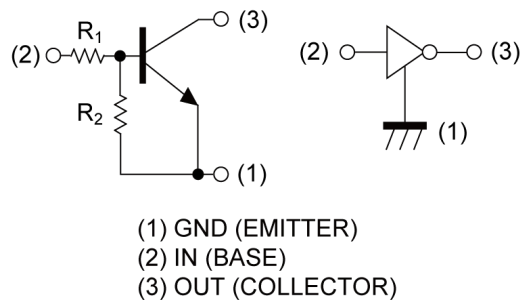 (3)
(2)
R1
R2
(1)
(2)
(3)
(1)
(1) GND (EMITTER)
(2) IN (BASE)
(3) OUT (COLLECTOR)